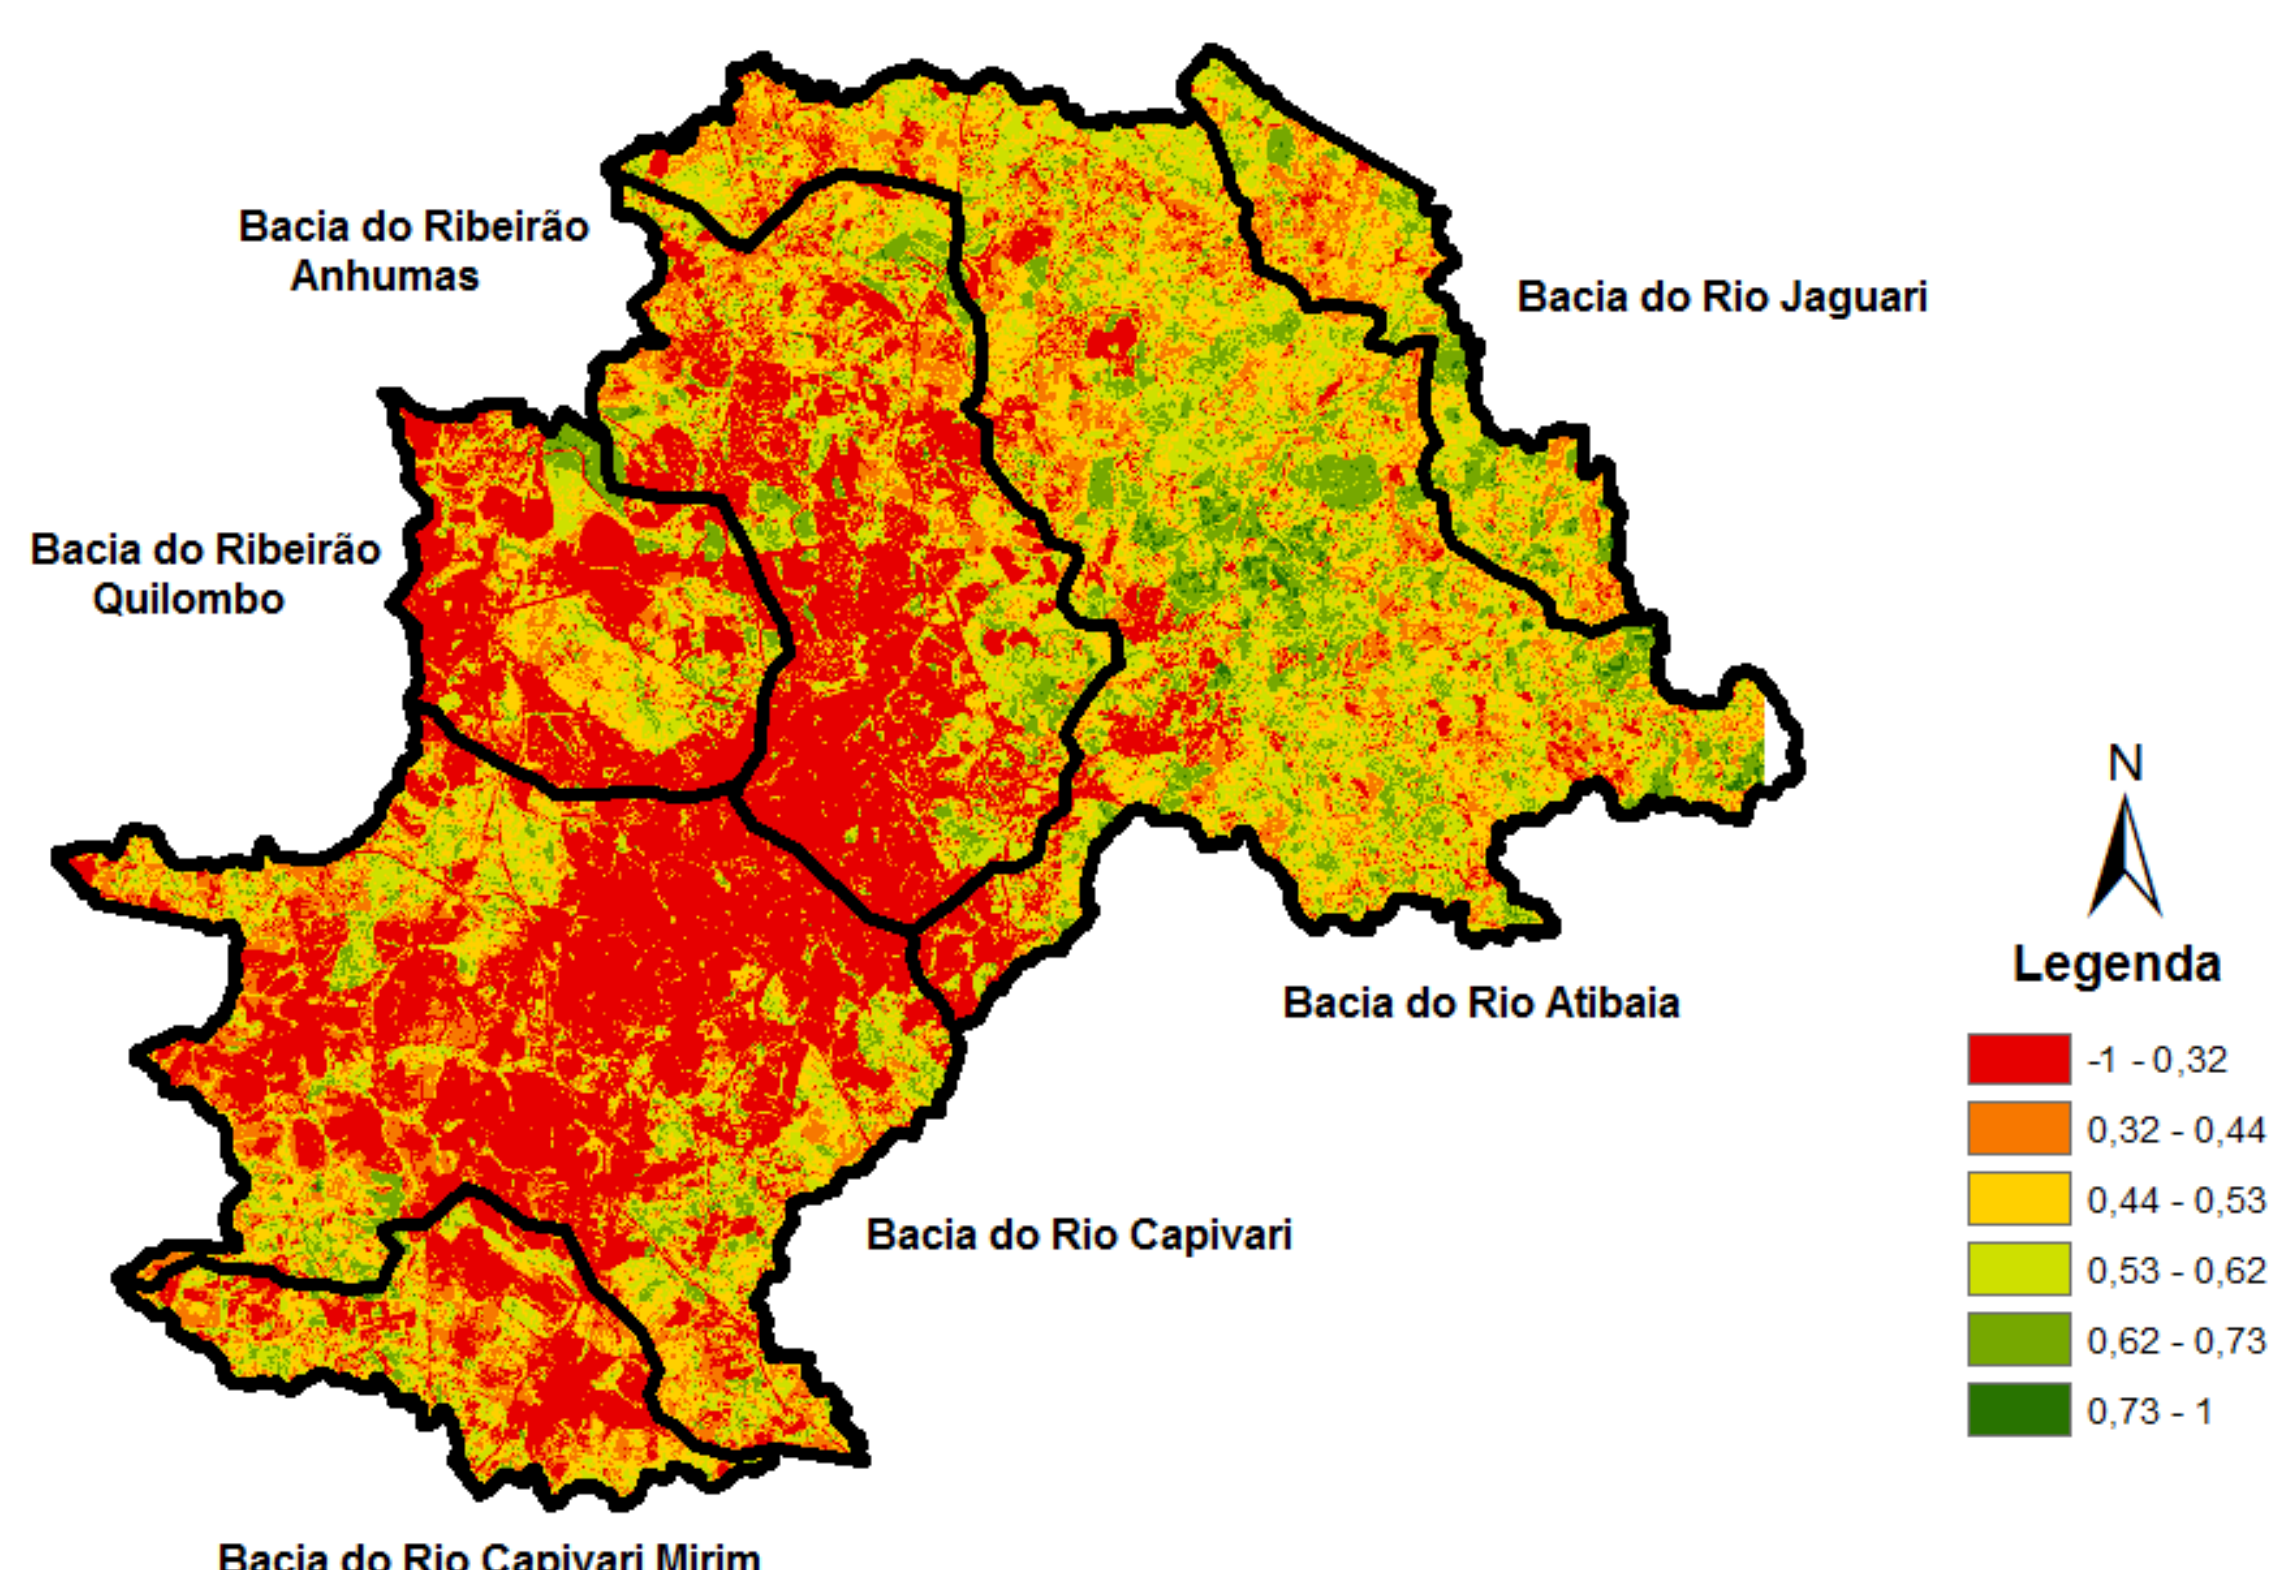 Bacia do Ribeirão
Anhumas
Bacia do Rio Jaguari
Bacia do Ribeirão
Quilombo
N
Legenda
Bacia do Rio Atibaia
-1 - 0,32
0,32 - 0,44
0,44 - 0,53
Bacia do Rio Capivari
0,53 - 0,62
0,62 - 0,73
0,73 - 1
Bacia do Rio Capivari Mirim